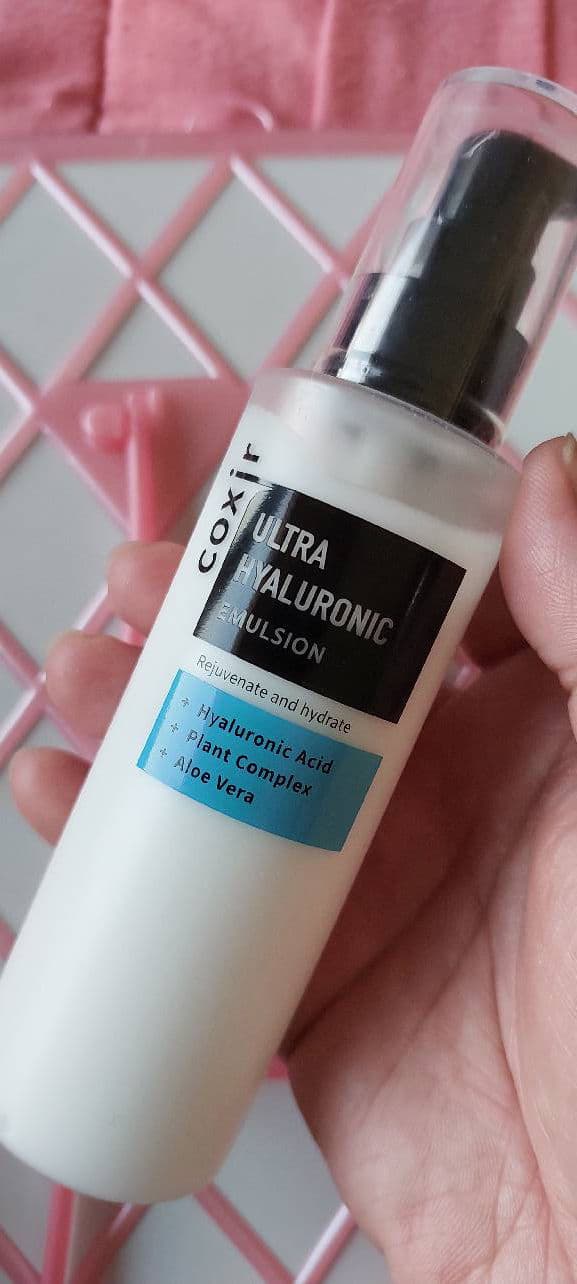 coxir
ULTRA
HYALURONIC
EMULSION
Rejuvenate and hydrate
+ Hyaluronic Acid
+ Plant Complex
+ Aloe Vera